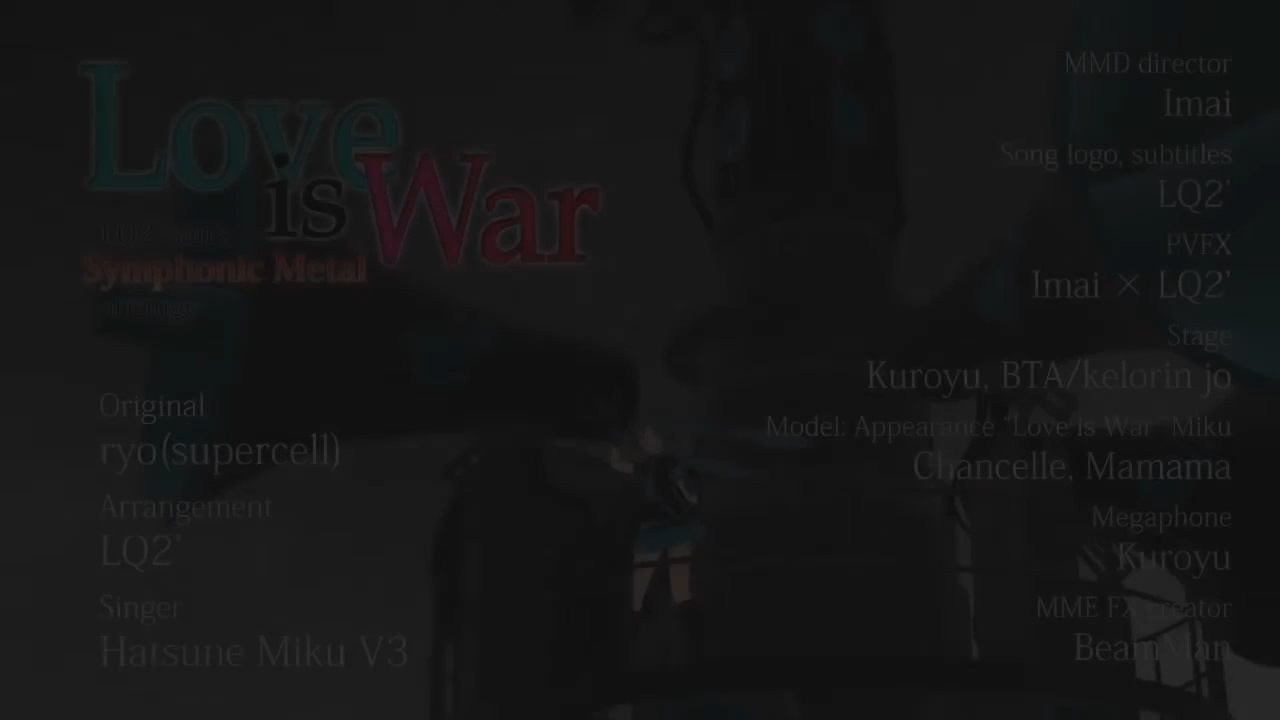 Love
is War
Symphonic Metal
Original
ryo(supercell)
Arrangement
LQ2'
Singer
Hatsune Miku V3
MMD director
Imai
Song logo, subtitles
LQ2'
PVFX
Imai × LQ2'
Stage
Kuroyu, BTA/kelorin jo
Model: Appearance "Love is War" Miku
Chancelle, Mamama
Megaphone
Kuroyu
MME FX creator
BeamMan